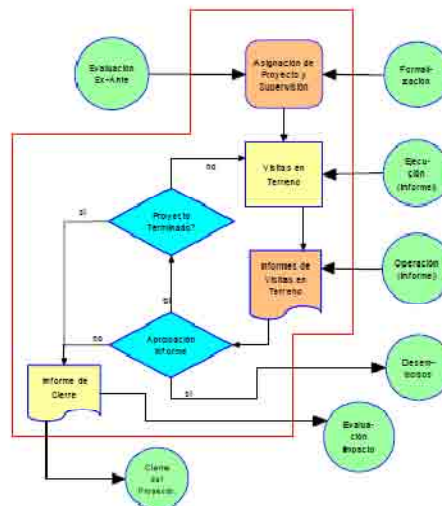 Evaluación
Ex-Ante
Asignación de
Proyecto y
Supervisión
Formali-
zación
no
Visitas en
Terreno
Ejecu-
ción
(Informe)
si
Proyecto
Terminado?
Informes de
Visitas en
Terreno
Operación
(Informe)
si
no
Aprobación
Informe
Desem-
bolsos
Informe de
Cierre
si
Evalua-
ción
Impacto
Cierre
del
Proyecto